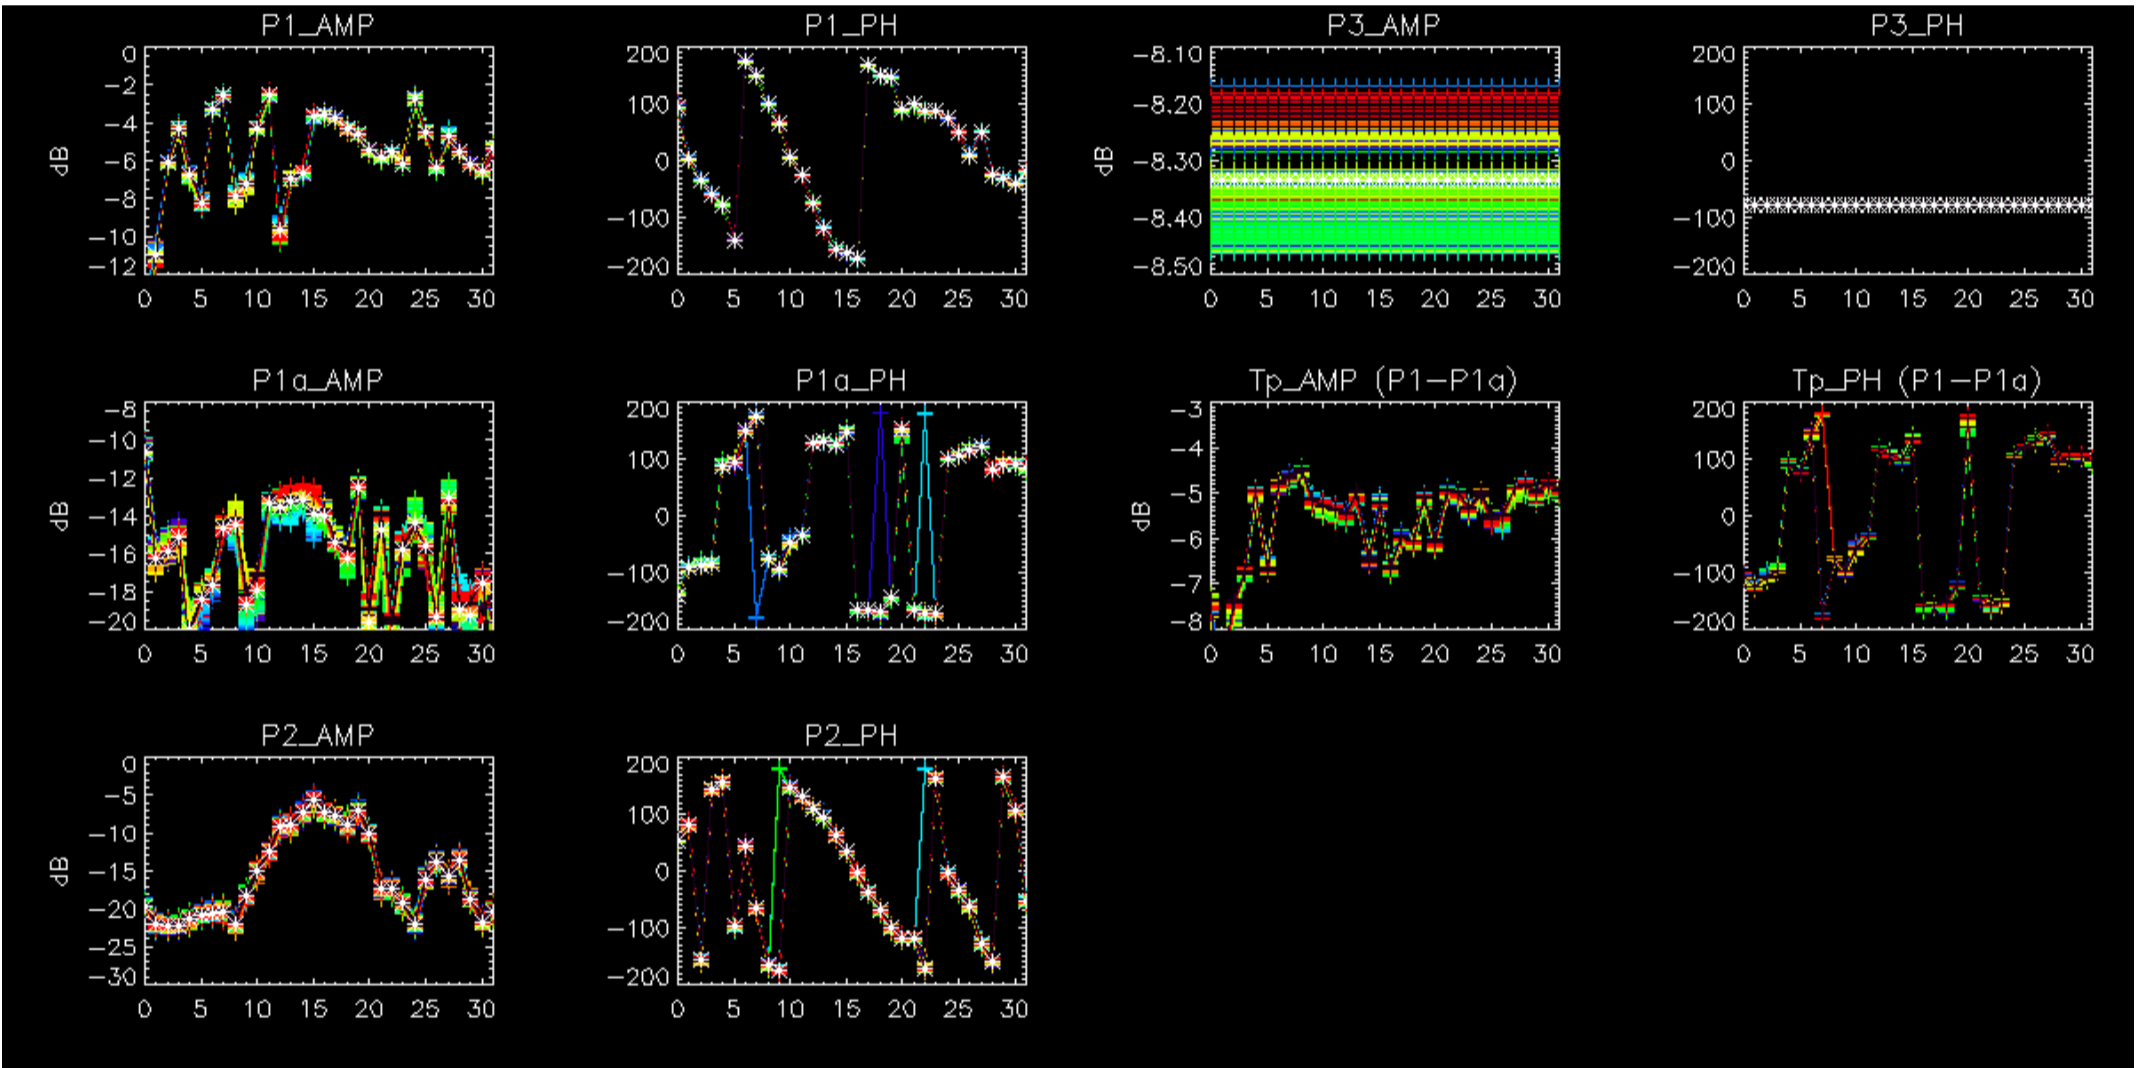 P1_AMP
0
−2
−4
−6
−8
−10
−12
dB
0 5 10 15 20 25 30
P1_PH
200
100
0
−100
−200
0 5 10 15 20 25 30
P3_AMP
−8.10
−8.20
−8.30
−8.40
−8.50
dB
0 5 10 15 20 25 30
P3_PH
200
100
0
−100
−200
0 5 10 15 20 25 30
P1a_AMP
−8
−10
−12
−14
−16
−18
−20
dB
0 5 10 15 20 25 30
P1a_PH
200
100
0
−100
−200
0 5 10 15 20 25 30
Tp_AMP (P1−P1a)
−3
−4
−5
−6
−7
−8
dB
0 5 10 15 20 25 30
Tp_PH (P1−P1a)
200
100
0
−100
−200
0 5 10 15 20 25 30
P2_AMP
0
−5
−10
−15
−20
−25
−30
dB
0 5 10 15 20 25 30
P2_PH
200
100
0
−100
−200
0 5 10 15 20 25 30